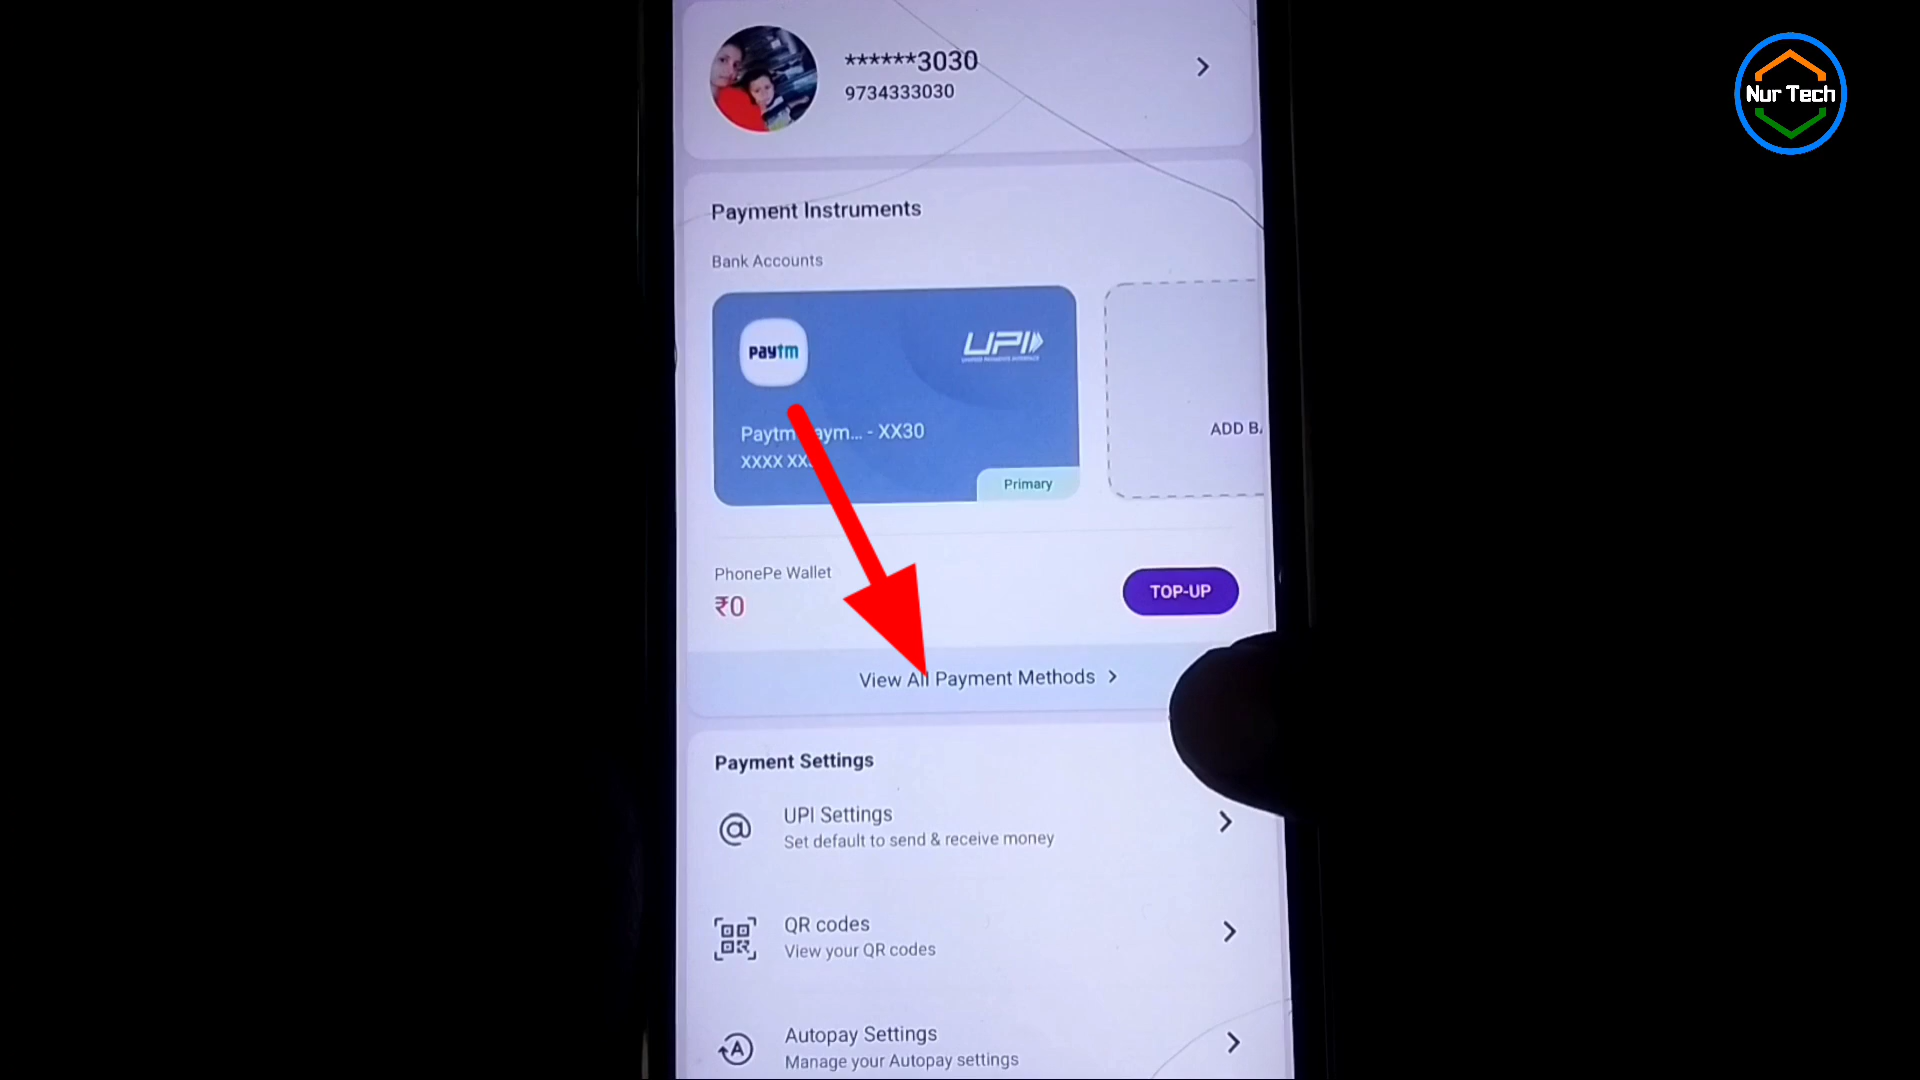 ******3030
9734333030
Nur Tech
Payment Instruments
Bank Accounts
paytm
UPI
Paytm aym... - XX30
XXXX XX
Primary
ADD BA
PhonePe Wallet
₹0
TOP-UP
View All Payment Methods
Payment Settings
UPI Settings
Set default to send & receive money
QR codes
View your QR codes
Autopay Settings
Manage your Autopay settings